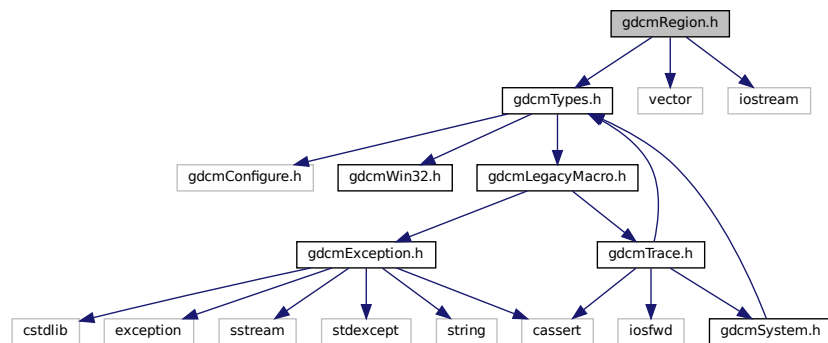 gdcmRegion.h
gdcmTypes.h
vector
iostream
gdcmConfigure.h
gdcmWin32.h
gdcmLegacyMacro.h
gdcmException.h
gdcmTrace.h
cstdlib
exception
sstream
stdexcept
string
cassert
iosfwd
gdcmSystem.h